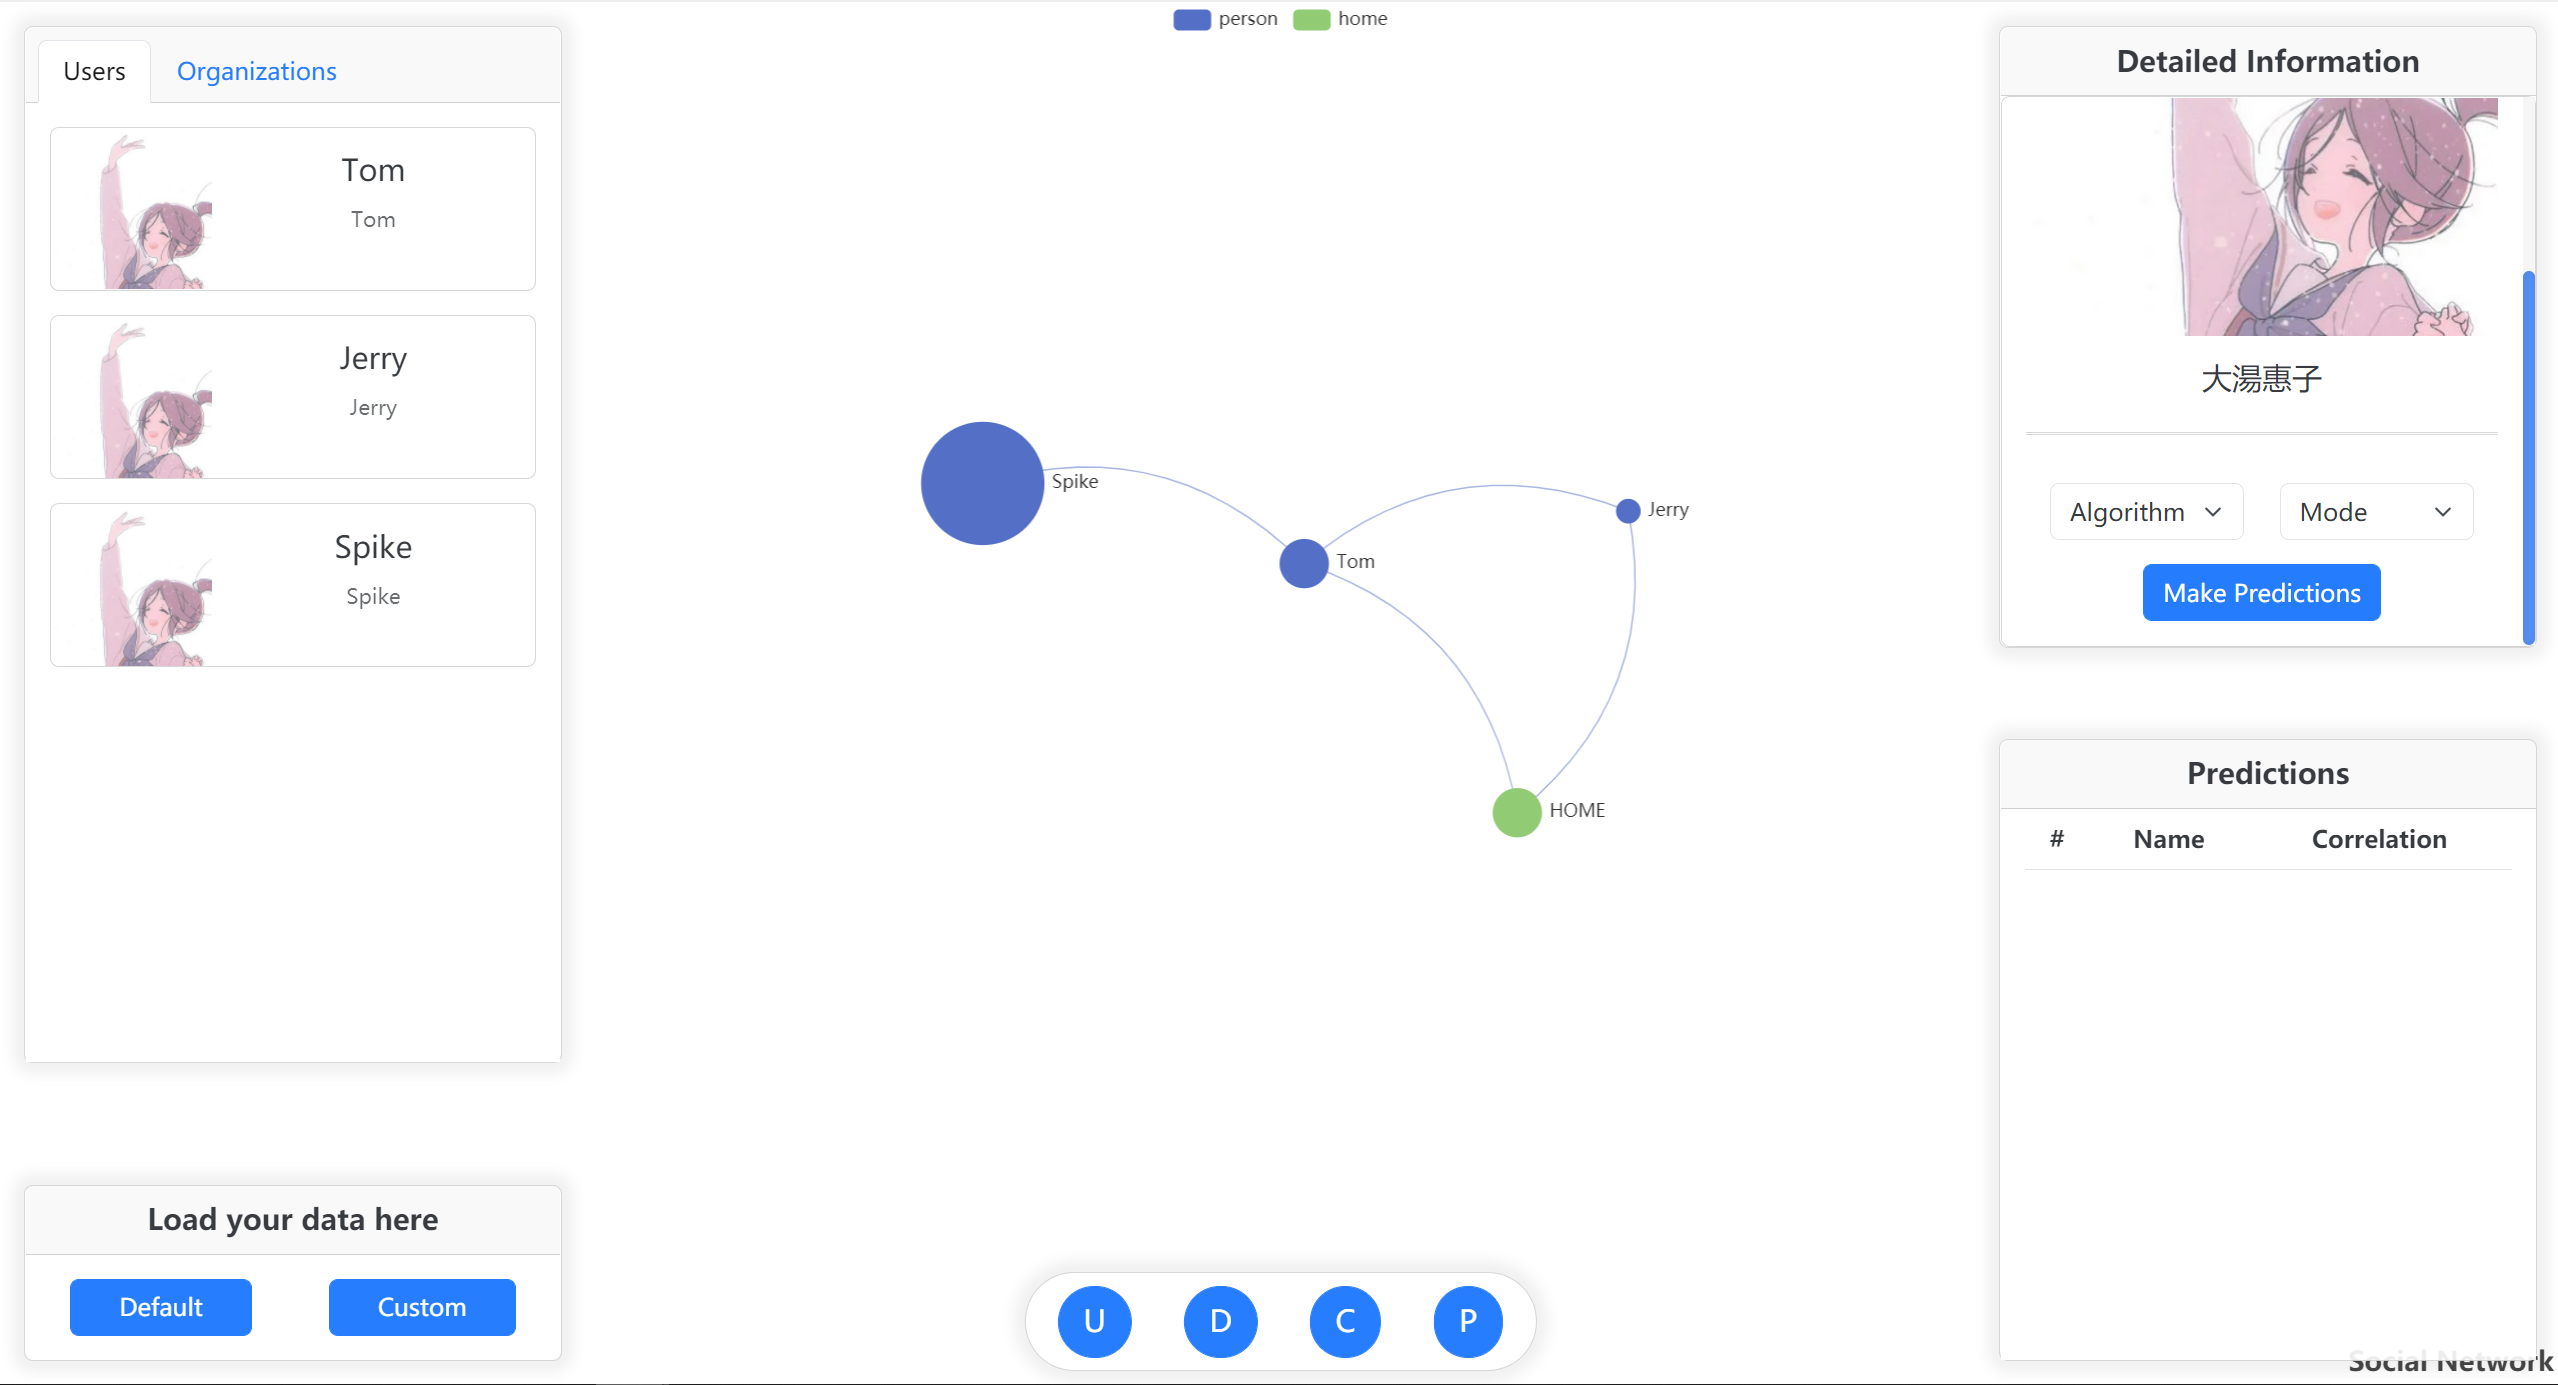 person home
Users Organizations
Tom
Tom
Jerry
Jerry
Spike
Spike
Load your data here
Default Custom
Spike
Tom
Jerry
HOME
U D C P
Detailed Information
大湯惠子
Algorithm Mode
Make Predictions
Predictions
# Name Correlation
Social Network